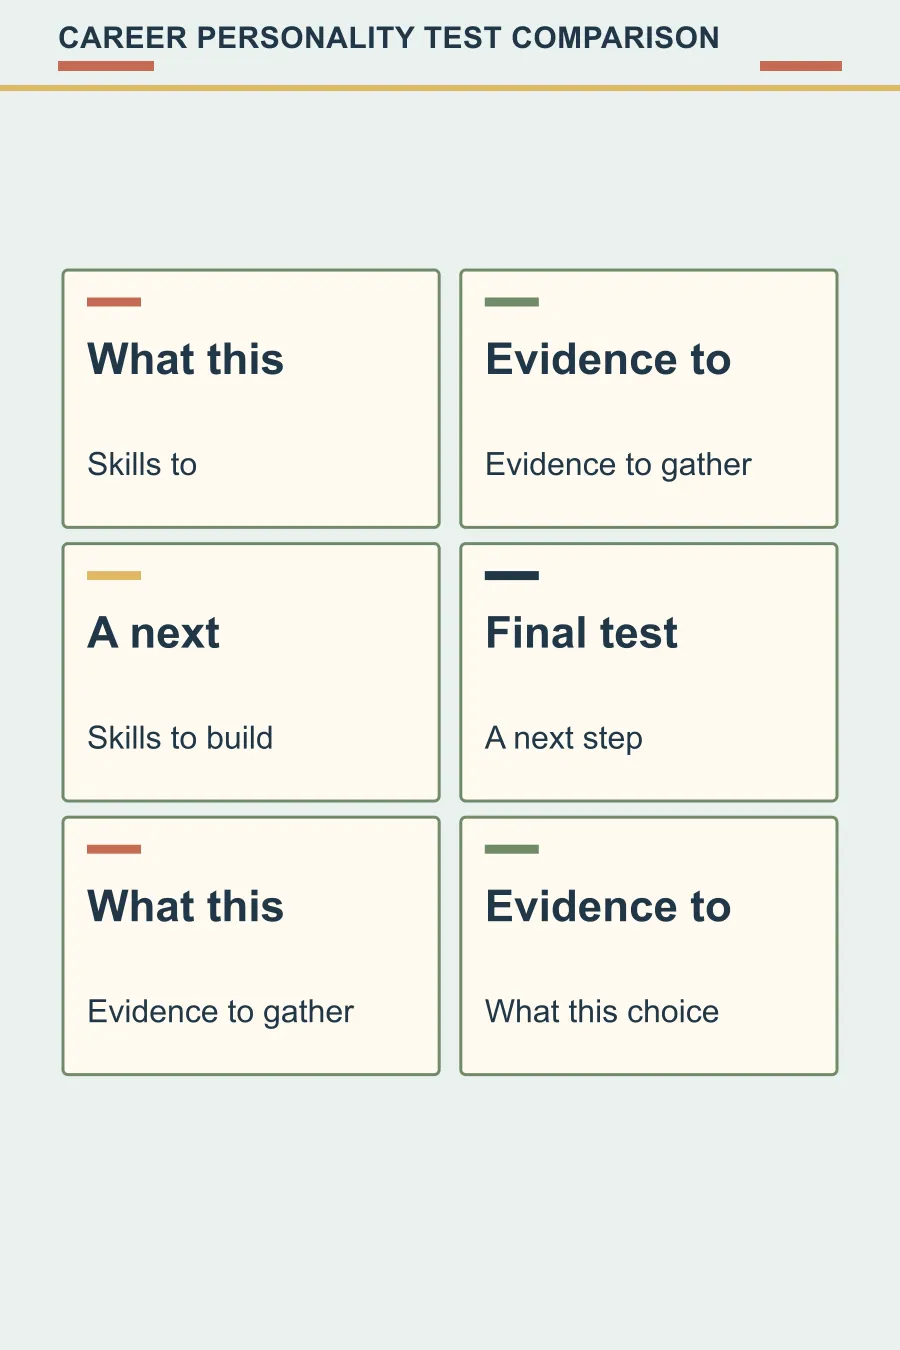 CAREER PERSONALITY TEST COMPARISON
What this
Skills to
Evidence to
Evidence to gather
A next
Skills to build
Final test
A next step
What this
Evidence to gather
Evidence to
What this choice